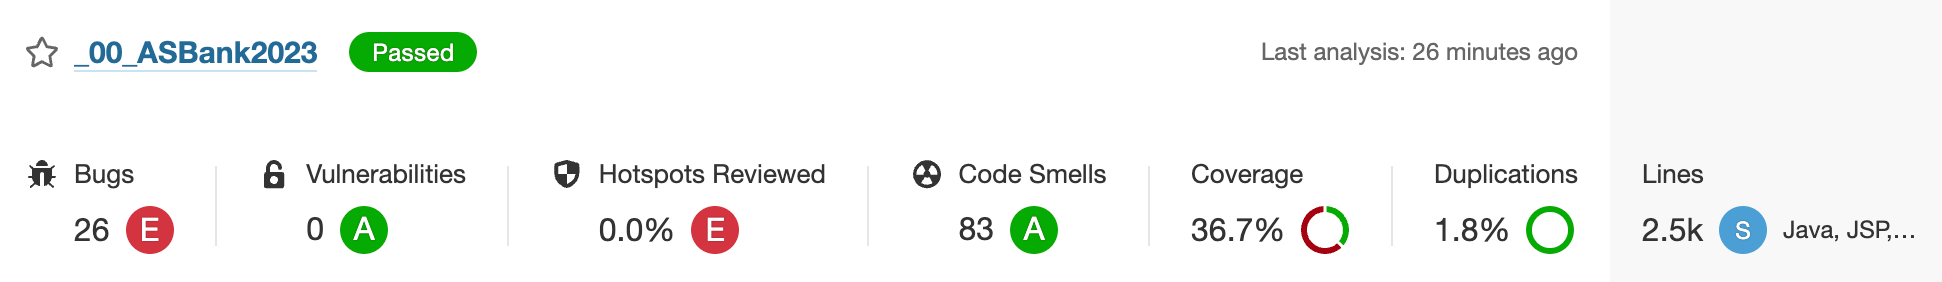 _00_ASBank2023 Passed Last analysis: 26 minutes ago
Bugs Vulnerabilities Hotspots Reviewed Code Smells Coverage Duplications Lines
26 E 0 A 0.0% E 83 A 36.7% 1.8% 2.5k S Java, JSP,...